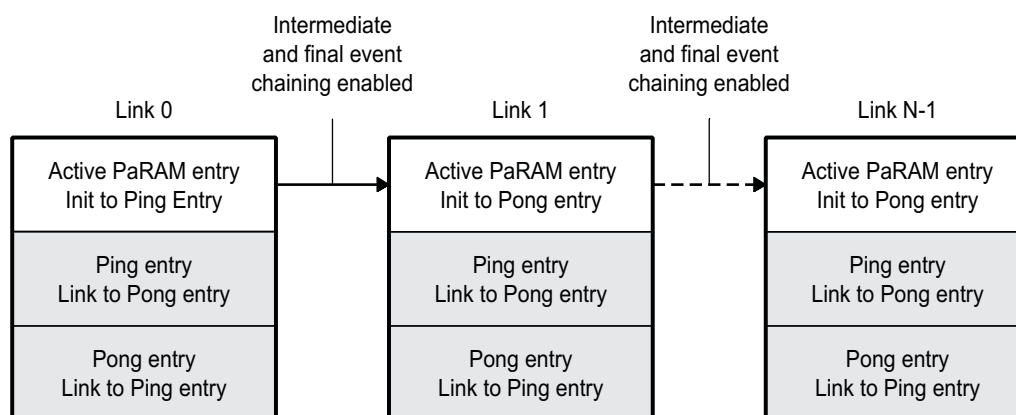 Intermediate
and final event
chaining enabled
Intermediate
and final event
chaining enabled
Link 0
Link 1
Link N-1
Active PaRAM entry
Init to Ping Entry
Active PaRAM entry
Init to Pong entry
Active PaRAM entry
Init to Pong entry
Ping entry
Link to Pong entry
Ping entry
Link to Pong entry
Ping entry
Link to Pong entry
Pong entry
Link to Ping entry
Pong entry
Link to Ping entry
Pong entry
Link to Ping entry